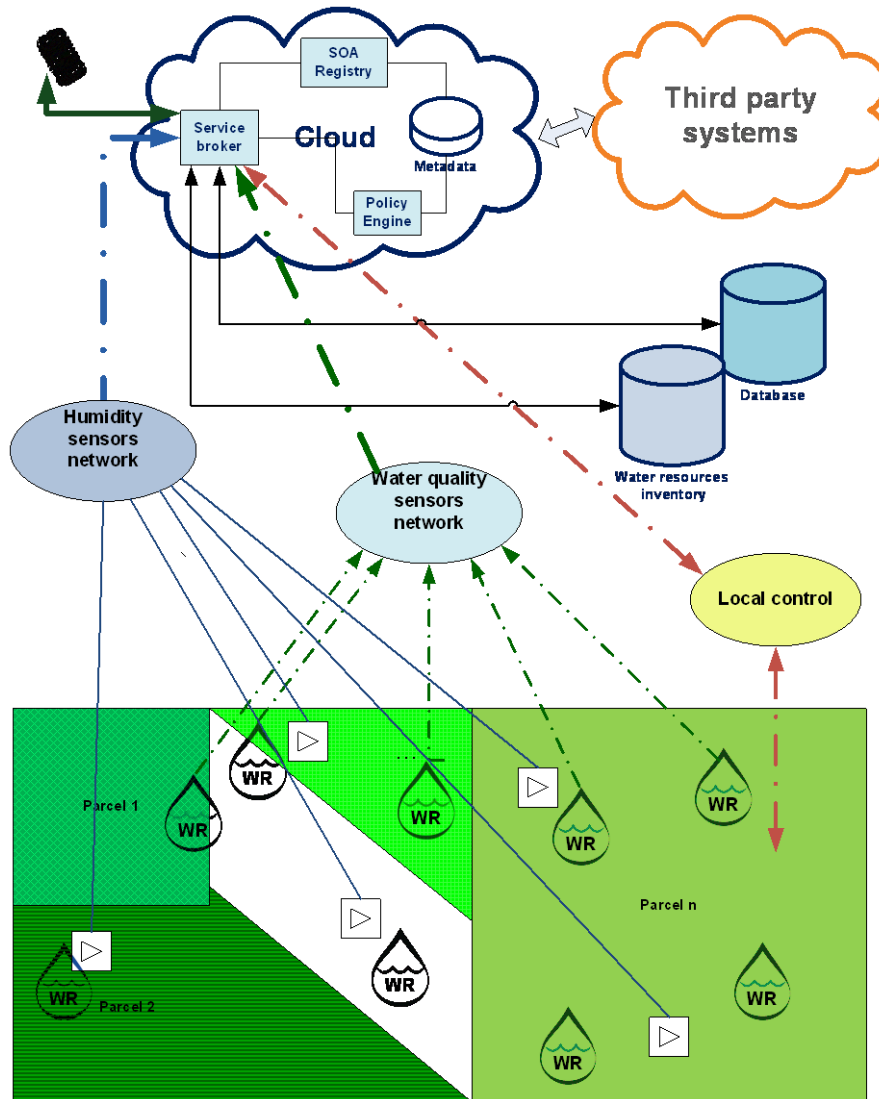 SOA
Registry
Third party
systems
Service
broker
Cloud
Metadata
Policy
Engine
Database
Water resources
inventory
Humidity
sensors
network
Water quality
sensors
network
Local control
...
WR
WR
WR
WR
WR
Parcel 1
Parcel n
WR
WR
WR
WR
Parcel 2